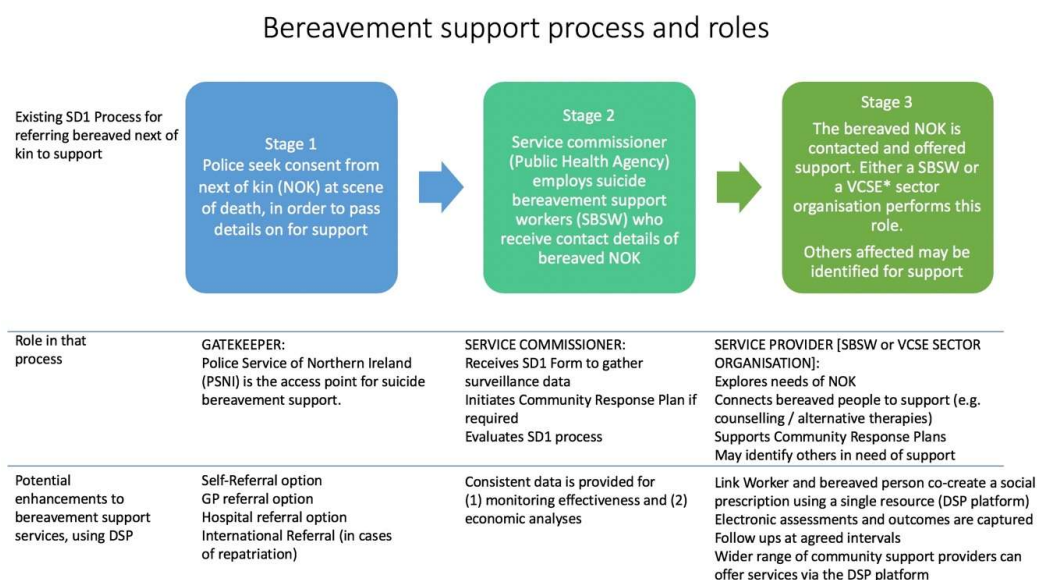 Bereavement support process and roles
Existing SD1 Process for
referring bereaved next of
kin to support
Stage 1
Police seek consent from
next of kin (NOK) at scene
of death, in order to pass
details on for support
Stage 2
Service commissioner
(Public Health Agency)
employs suicide
bereavement support
workers (SBSW) who
receive contact details of
bereaved NOK
Stage 3
The bereaved NOK is
contacted and offered
support. Either a SBSW or
a VCSE* sector
organisation performs this
role.
Others affected may be
identified for support
Role in that
process
GATEKEEPER:
Police Service of Northern Ireland
(PSNI) is the access point for suicide
bereavement support.
SERVICE COMMISSIONER:
Receives SD1 Form to gather
surveillance data
Initiates Community Response Plan if
required
Evaluates SD1 process
SERVICE PROVIDER [SBSW or VCSE SECTOR
ORGANISATION]:
Explores needs of NOK
Connects bereaved people to support (e.g.
counselling / alternative therapies)
Supports Community Response Plans
May identify others in need of support
Potential
enhancements to
bereavement support
services, using DSP
Self-Referral option
GP referral option
Hospital referral option
International Referral (in cases
of repatriation)
Consistent data is provided for
(1) monitoring effectiveness and (2)
economic analyses
Link Worker and bereaved person co-create a social
prescription using a single resource (DSP platform)
Electronic assessments and outcomes are captured
Follow ups at agreed intervals
Wider range of community support providers can
offer services via the DSP platform